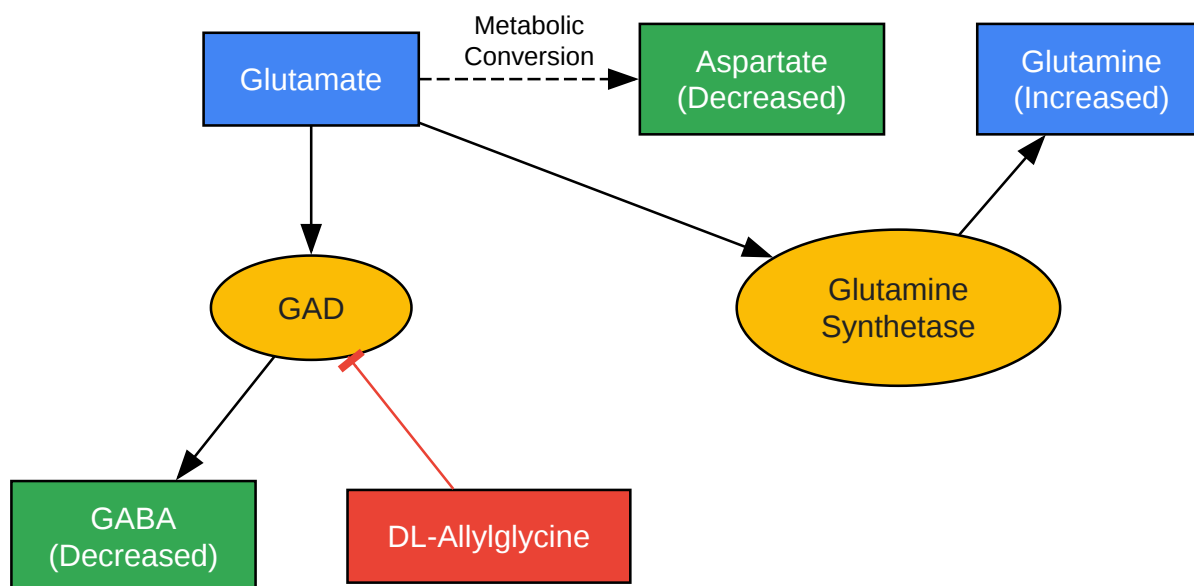 Metabolic
Conversion
Glutamate
Aspartate
(Decreased)
Glutamine
(Increased)
GAD
Glutamine
Synthetase
GABA
(Decreased)
DL-Allylglycine